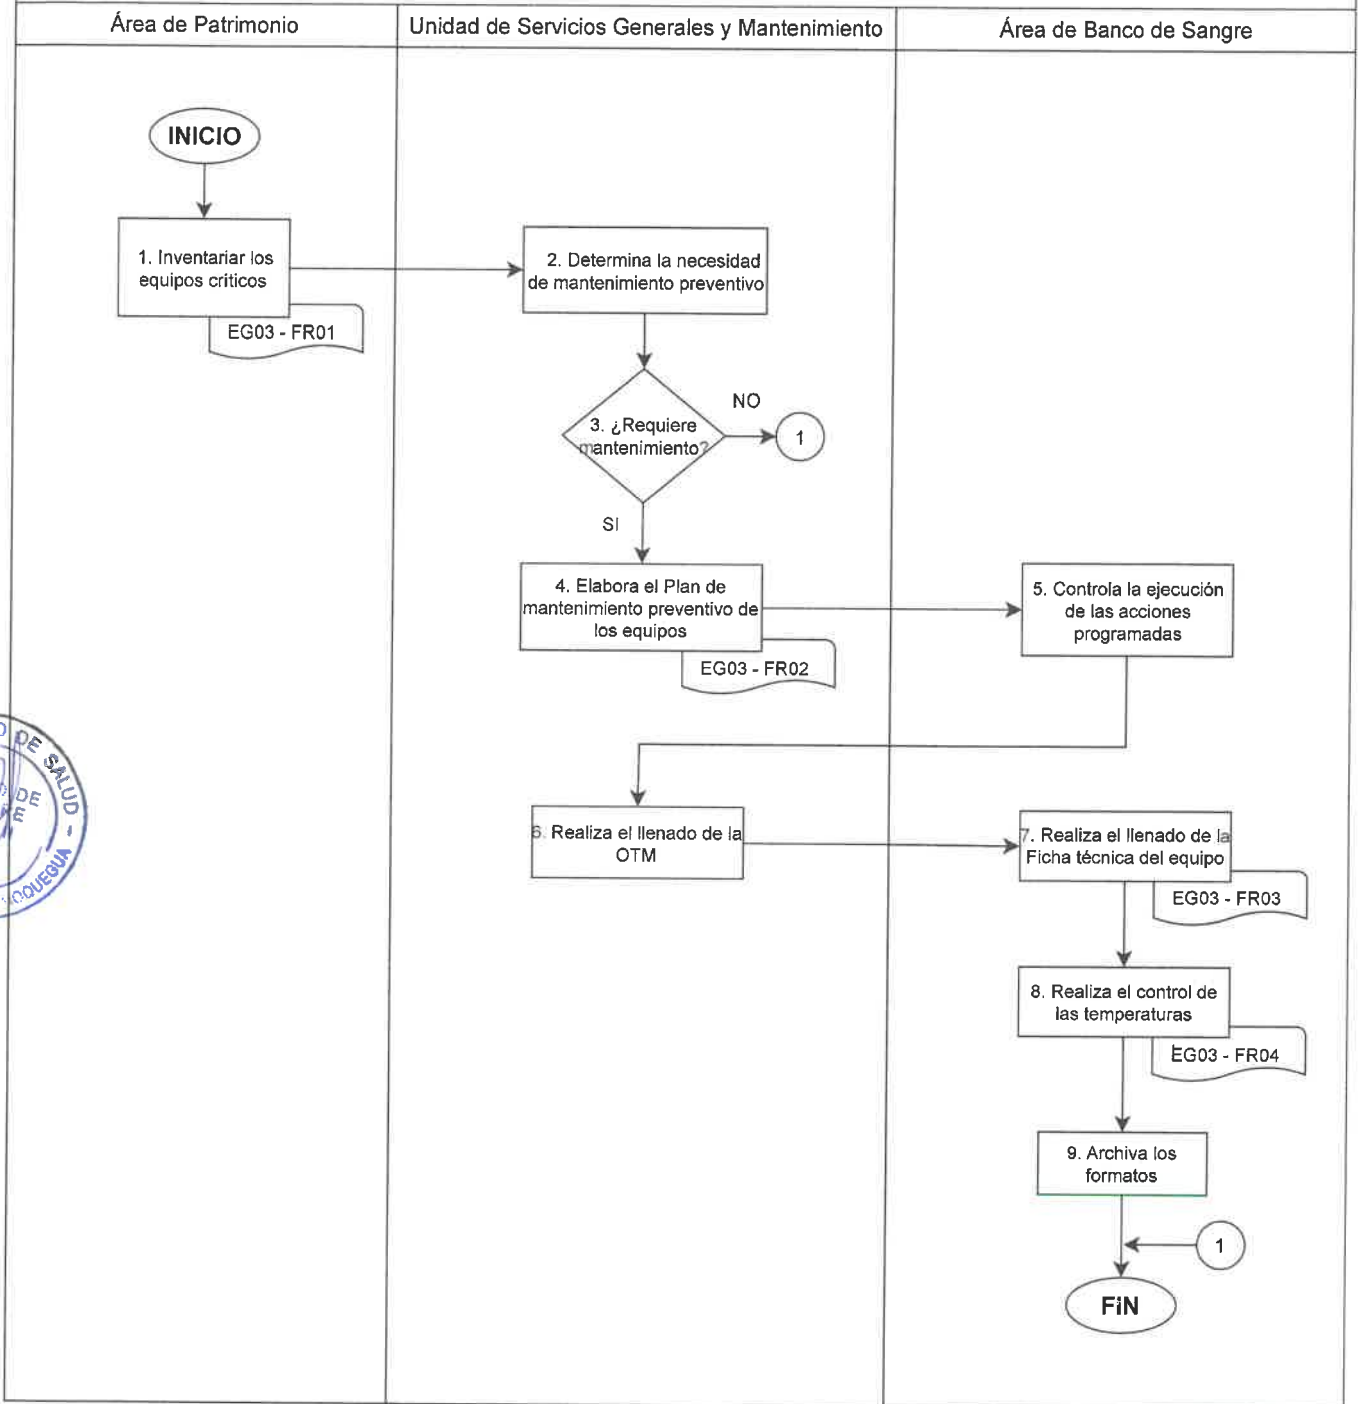 Área de Patrimonio
Unidad de Servicios Generales y Mantenimiento
Área de Banco de Sangre
INICIO
1. Inventariar los
equipos criticos
EG03 - FR01
2. Determina la necesidad
de mantenimiento preventivo
3. ¿Requiere
mantenimiento?
NO
1
SI
4. Elabora el Plan de
mantenimiento preventivo de
los equipos
EG03 - FR02
5. Controla la ejecución
de las acciones
programadas
6. Realiza el llenado de la
OTM
7. Realiza el llenado de la
Ficha técnica del equipo
EG03 - FR03
8. Realiza el control de
las temperaturas
EG03 - FR04
9. Archiva los
formatos
1
FIN
DE SALUD -
DE